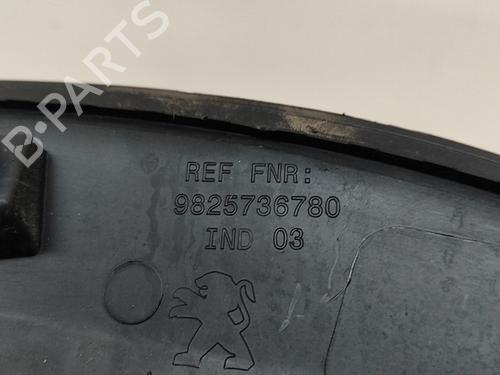 B-PARTS
REF FNR:
9825736780
IND 03